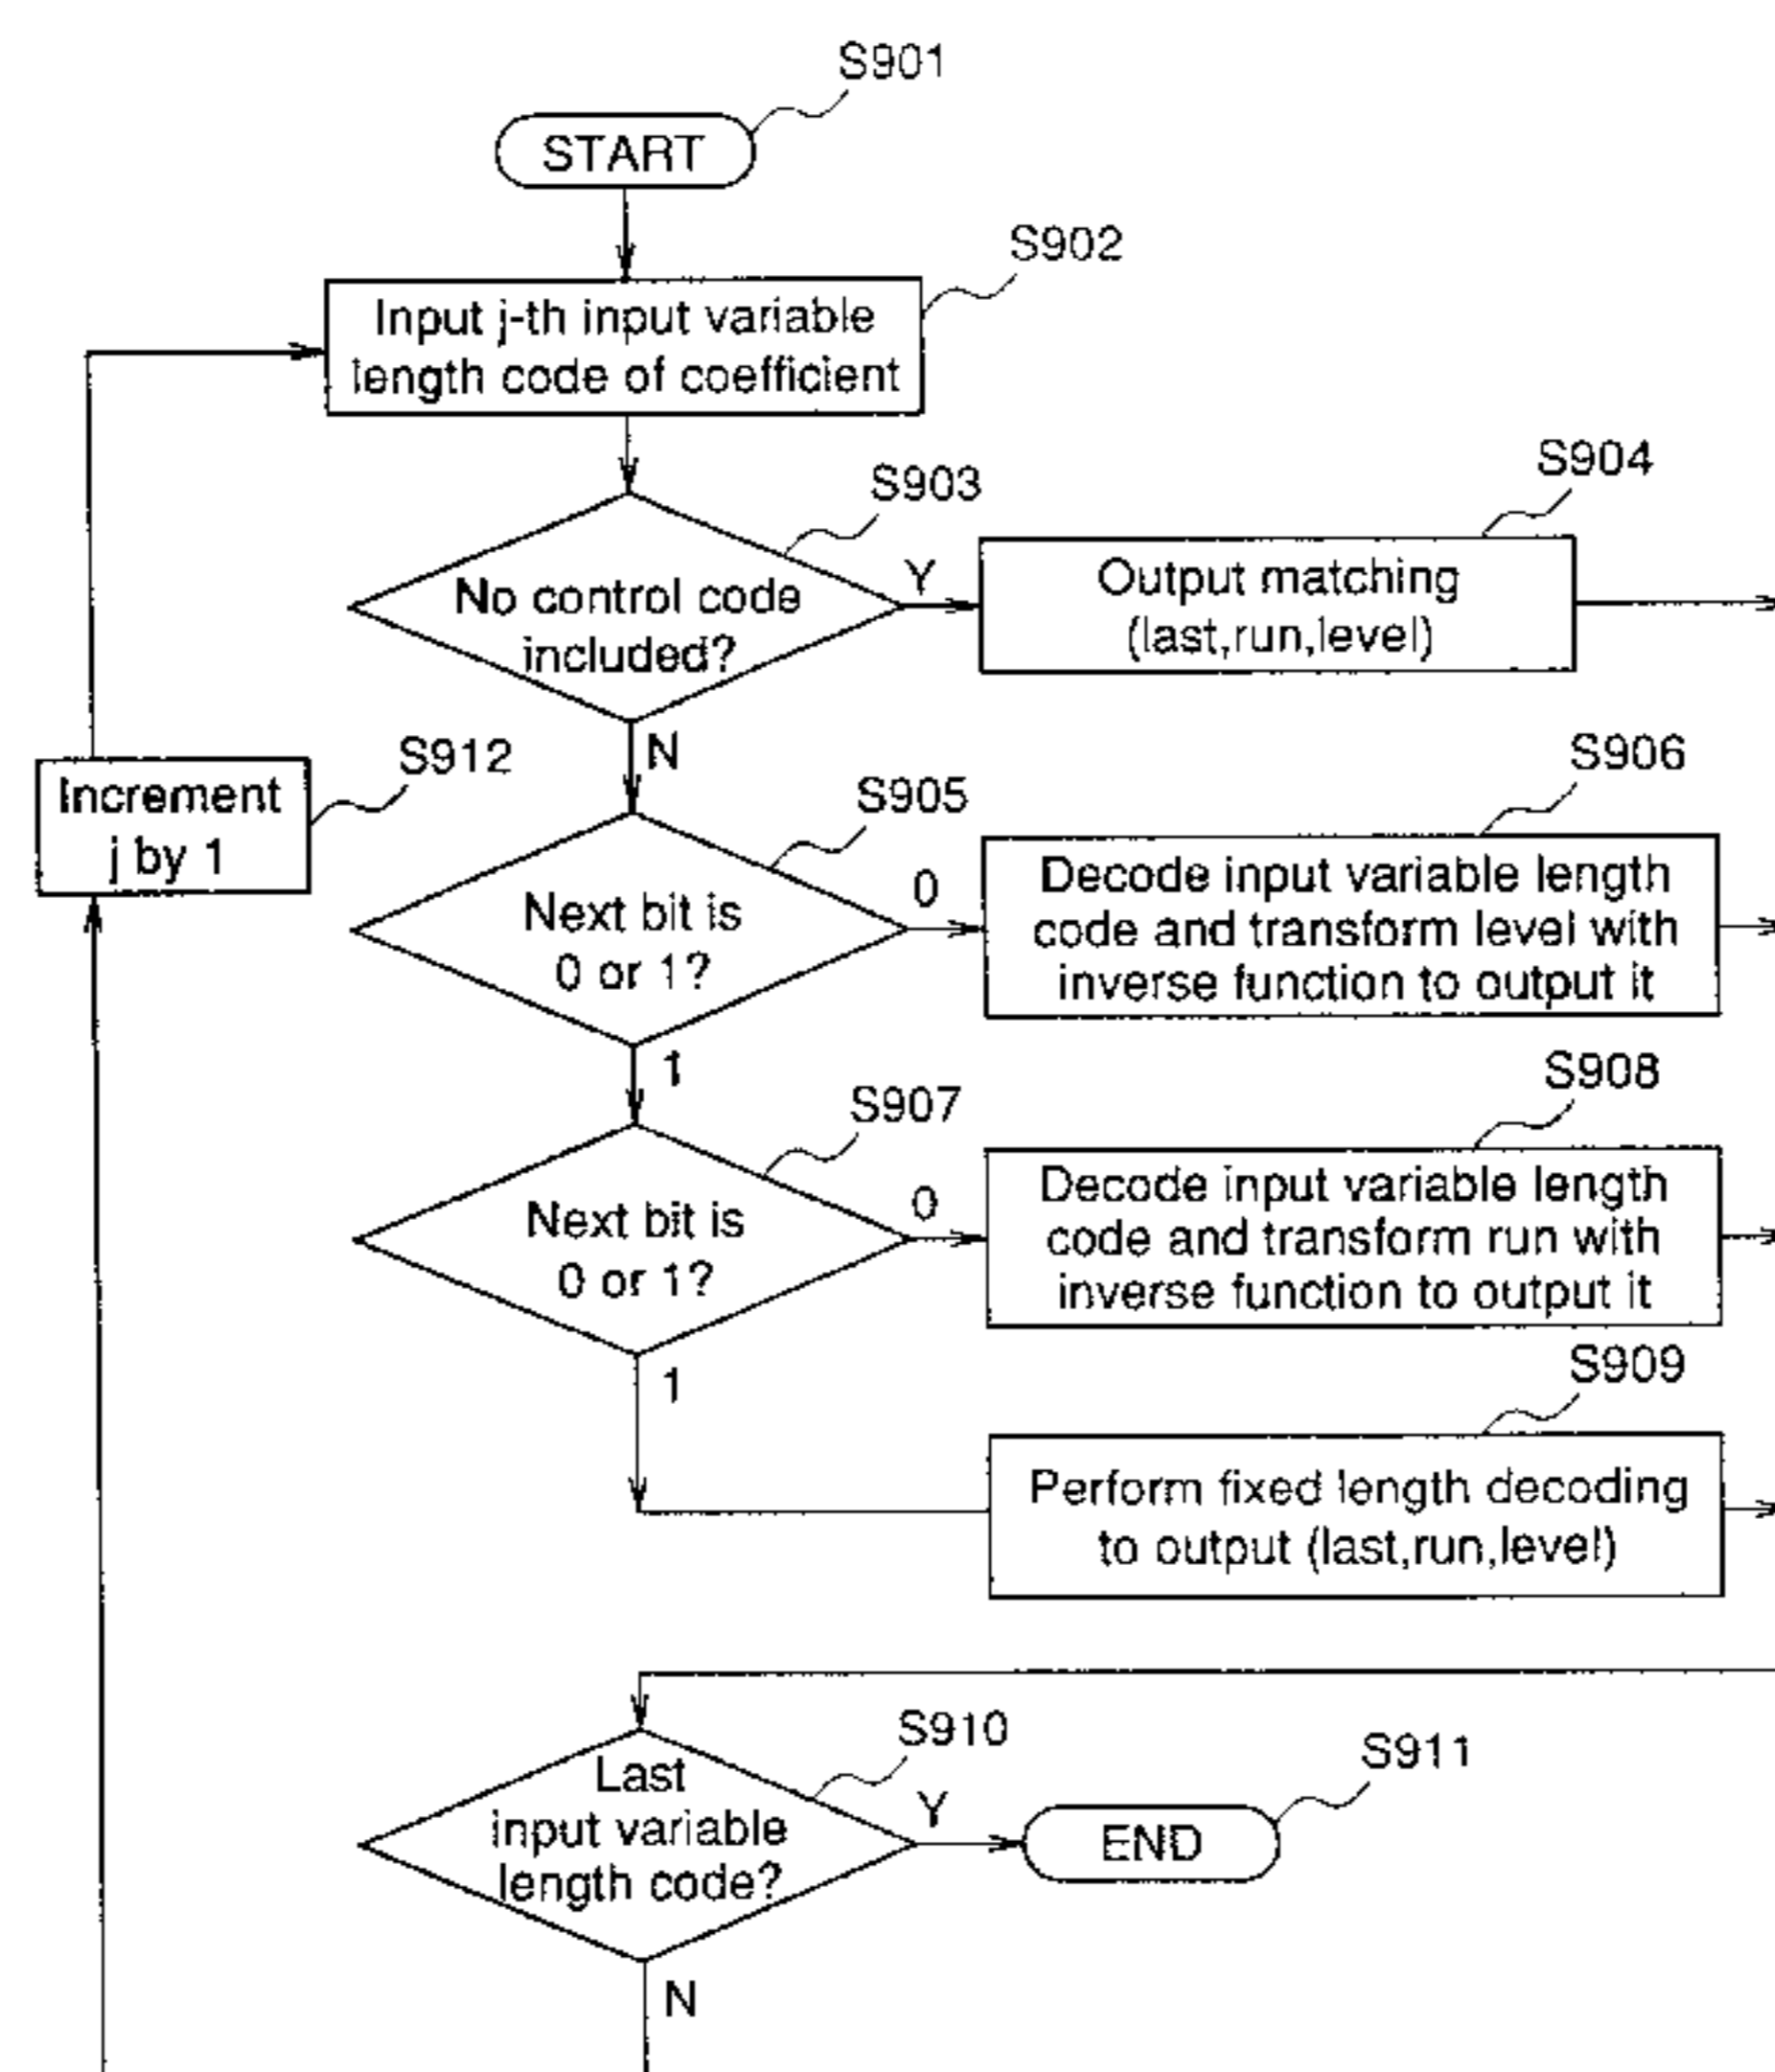 S901
START
S902
Input j-th input variable
length code of coefficient
S903
No control code
included?
Y
S904
Output matching
(last,run,level)
N
S912
Increment
j by 1
S905
Next bit is
0 or 1?
0
S906
Decode input variable length
code and transform level with
inverse function to output it
1
S907
Next bit is
0 or 1?
0
S908
Decode input variable length
code and transform run with
inverse function to output it
1
S909
Perform fixed length decoding
to output (last,run,level)
S910
Last
input variable
length code?
Y
S911
END
N